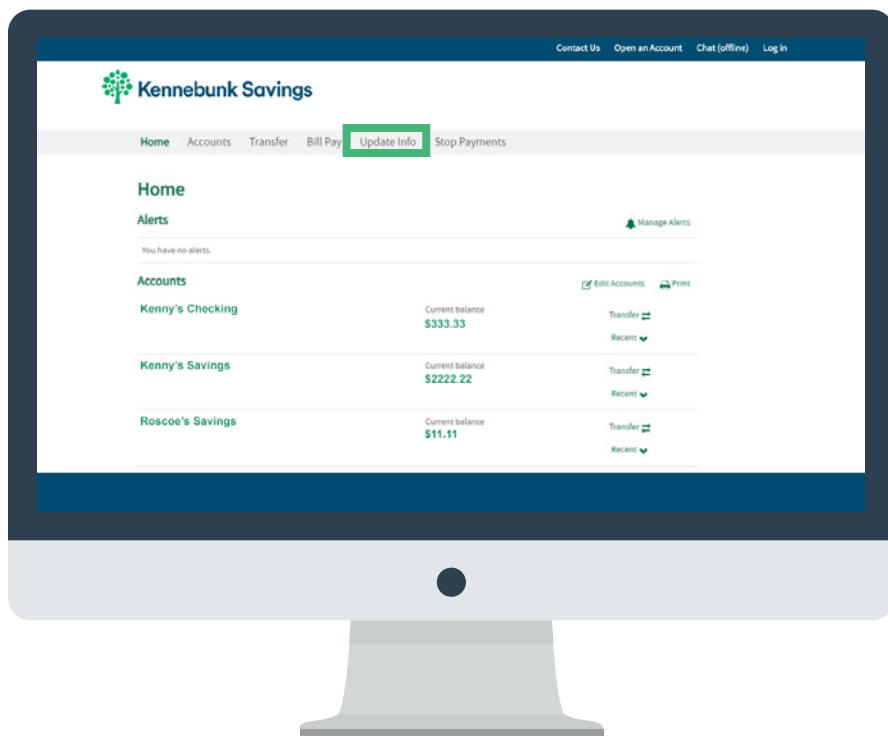 Contact Us Open an Account Chat (offline) Log in
Kennebunk Savings
Home Accounts Transfer Bill Pay Update Info Stop Payments
Home
Alerts Manage Alerts
You have no alerts.
Accounts Edit Accounts Print
Kenny's Checking Current balance Transfer
$333.33
Recent
Kenny's Savings Current balance Transfer
$2222.22
Recent
Roscoe's Savings Current balance Transfer
$11.11
Recent